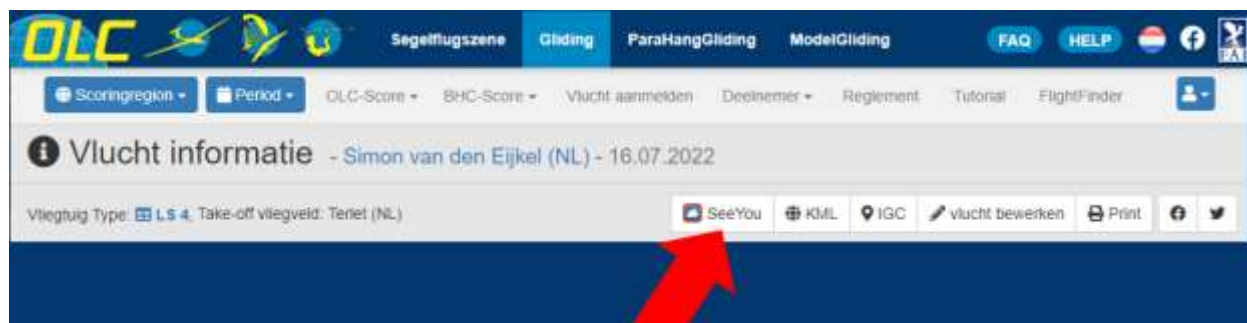 OLC Segelflugszene Gliding ParaHangGliding ModelGliding FAQ HELP
Scoringregion Period OLC-Score BHC-Score Vlucht aanmelden Deelnemer Reglement Tutorial FlightFinder
Vlucht informatie - Simon van den Eijkel (NL) - 16.07.2022
Vliegtuig Type: LS 4, Take-off vliegveld: Terlet (NL) SeeYou KML IGC vlucht bewerken Print